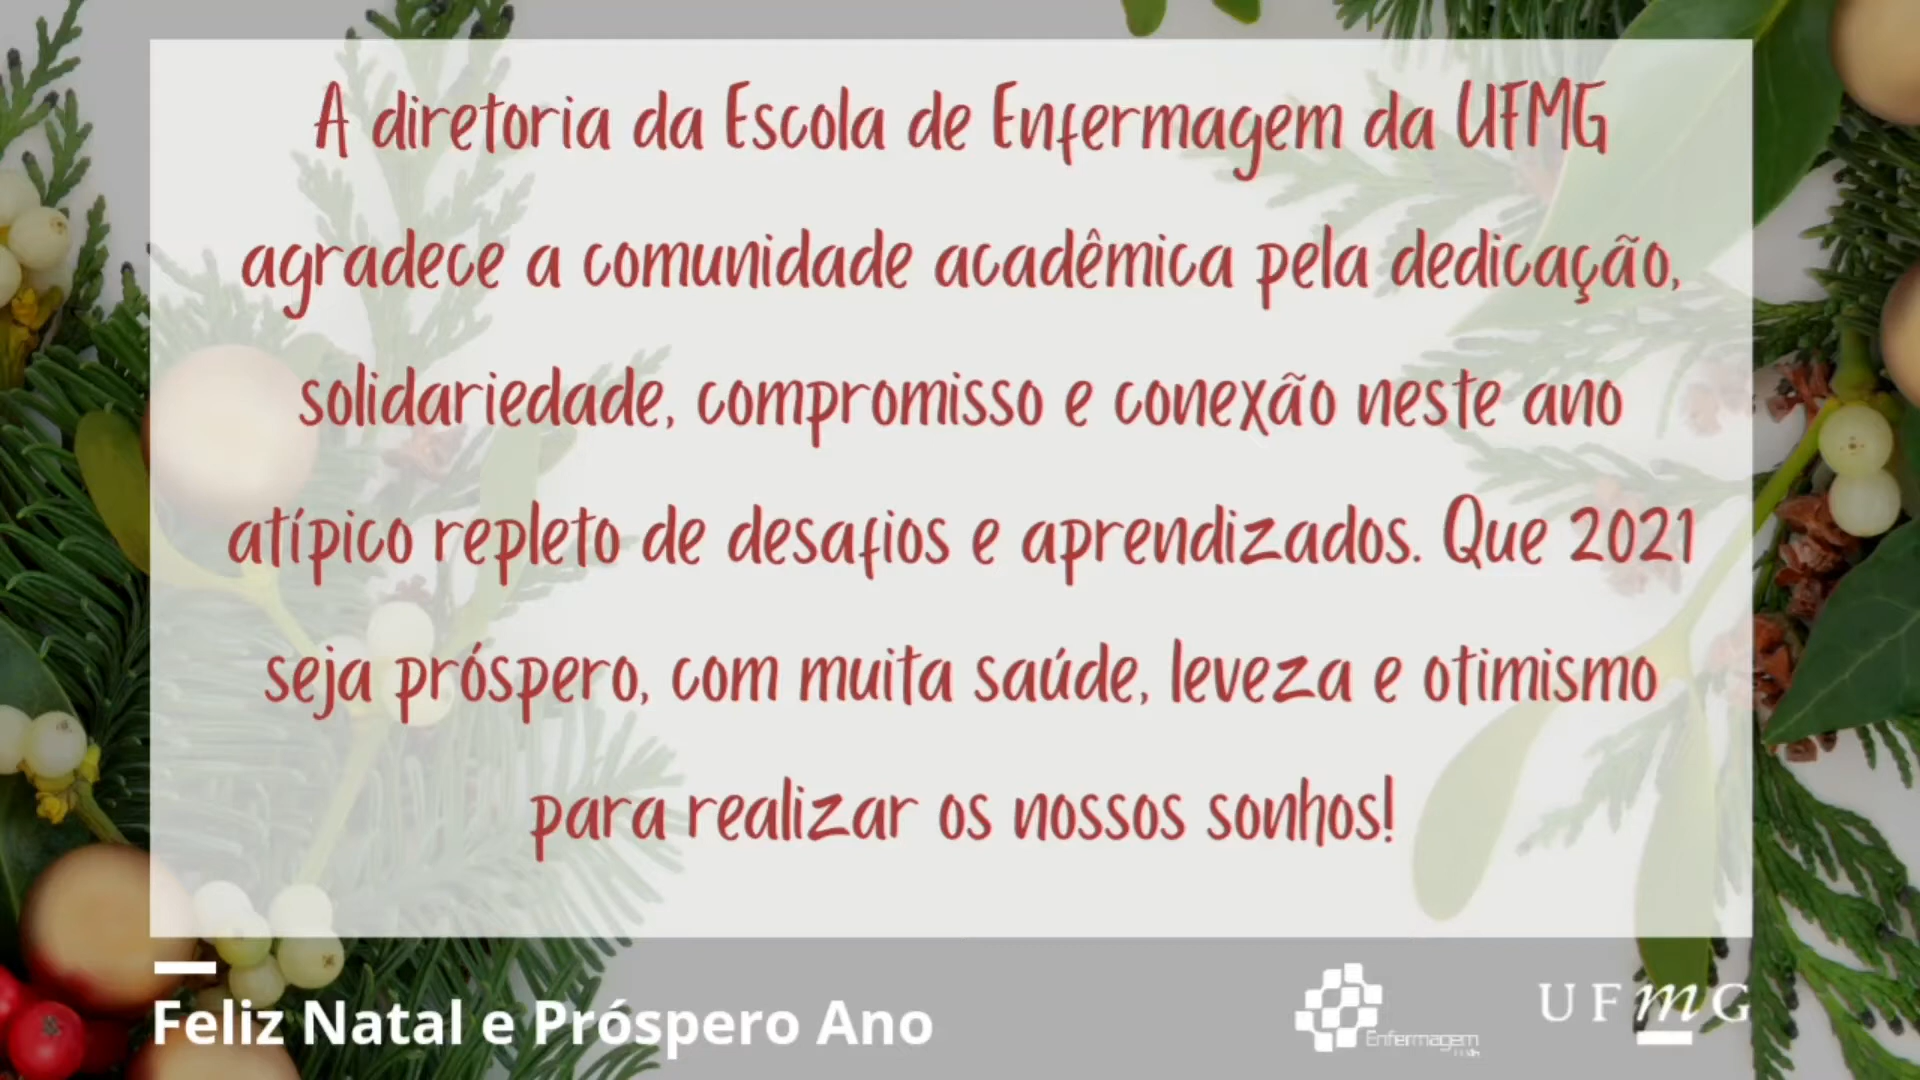 A diretoria da Escola de Enfermagem da UFMG
agradece a comunidade acadêmica pela dedicação,
solidariedade, compromisso e conexão neste ano
atípico repleto de desafios e aprendizados. Que 2021
seja próspero, com muita saúde, leveza e otimismo
para realizar os nossos sonhos!
Feliz Natal e Próspero Ano
Enfermagem
UFMG